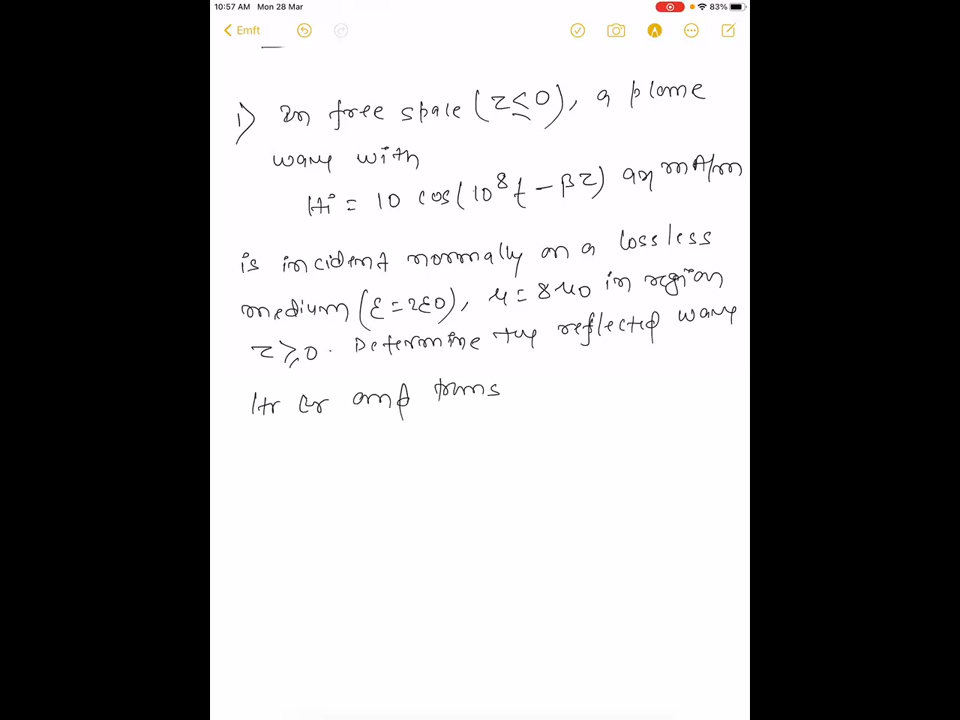 10:57 AM Mon 28 Mar
83%
Emft
1) In free space (z≤0), a plane
wave with
Hi = 10 cos(10⁸t - βz) ax mA/m
is incident normally on a lossless
medium (ε=2ε0), μ=8μ0 in region
z≥0. Determine the reflected wave
Hr Er and trans